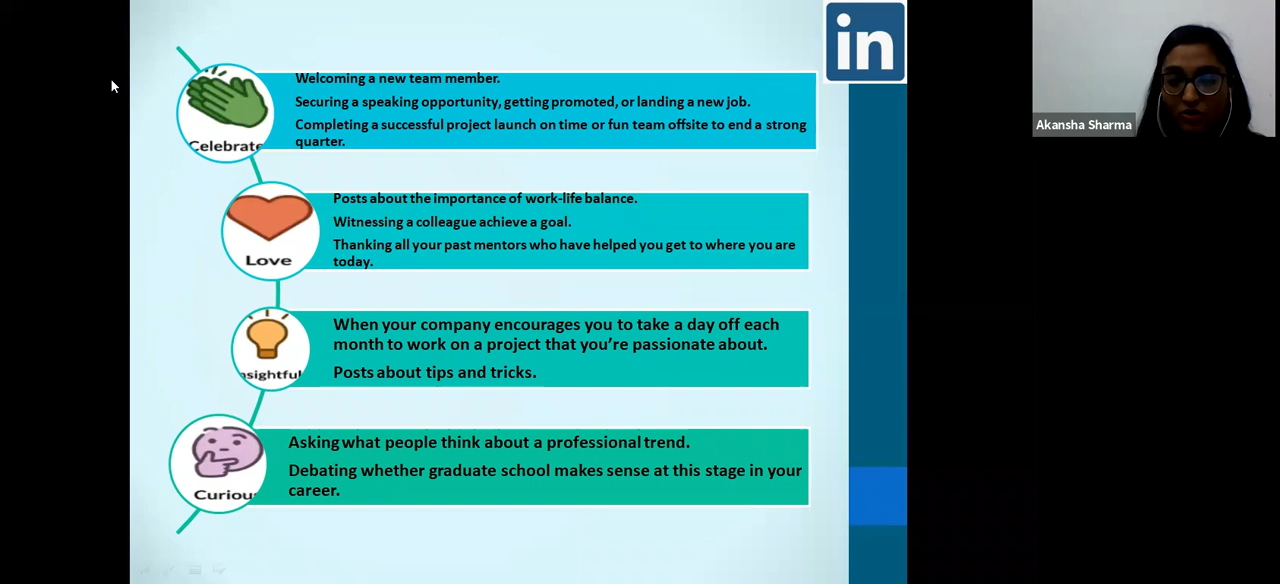 in
Welcoming a new team member.
Securing a speaking opportunity, getting promoted, or landing a new job.
Completing a successful project launch on time or fun team offsite to end a strong
quarter.
Celebrate
Posts about the importance of work-life balance.
Witnessing a colleague achieve a goal.
Thanking all your past mentors who have helped you get to where you are
today.
Love
When your company encourages you to take a day off each
month to work on a project that you’re passionate about.
Posts about tips and tricks.
nsightful
Asking what people think about a professional trend.
Debating whether graduate school makes sense at this stage in your
career.
Curiou
Akansha Sharma